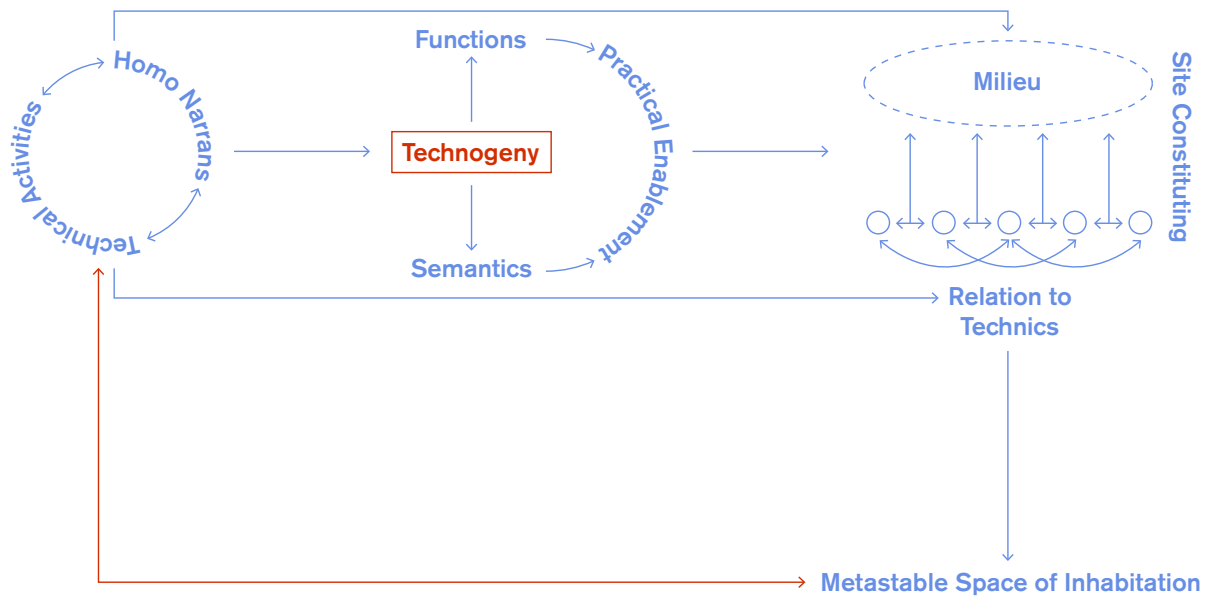 Homo Narrans
Technical Activities
Functions
Technogeny
Semantics
Practical Enablement
Milieu
Site Constituting
Relation to
Technics
Metastable Space of Inhabitation